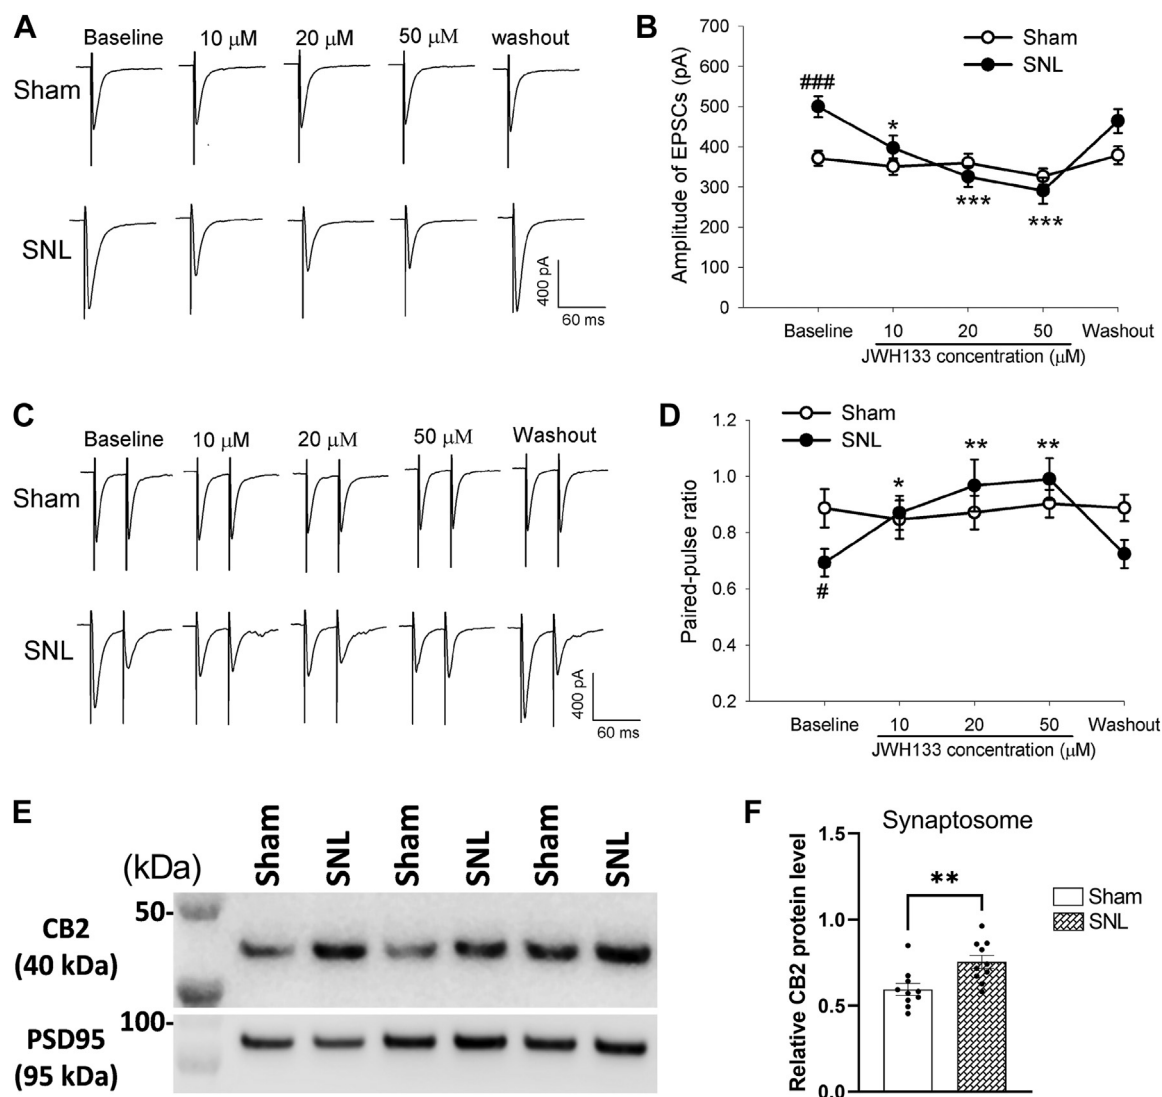 A
Baseline 10 μM 20 μM 50 μM washout
Sham
SNL
400 pA
60 ms
B
Sham
SNL
Amplitude of EPSCs (pA)
700
600
500
400
300
200
100
0
###
*
***
***
Baseline 10 20 50 Washout
JWH133 concentration (μM)
C
Baseline 10 μM 20 μM 50 μM Washout
Sham
SNL
400 pA
60 ms
D
Sham
SNL
Paired-pulse ratio
1.2
1.0
0.8
0.6
0.4
0.2
#
*
**
**
Baseline 10 20 50 Washout
JWH133 concentration (μM)
E
(kDa)
Sham SNL Sham SNL Sham SNL
50-
CB2
(40 kDa)
100-
PSD95
(95 kDa)
F
Synaptosome
Relative CB2 protein level
1.5
1.0
0.5
0.0
**
Sham
SNL